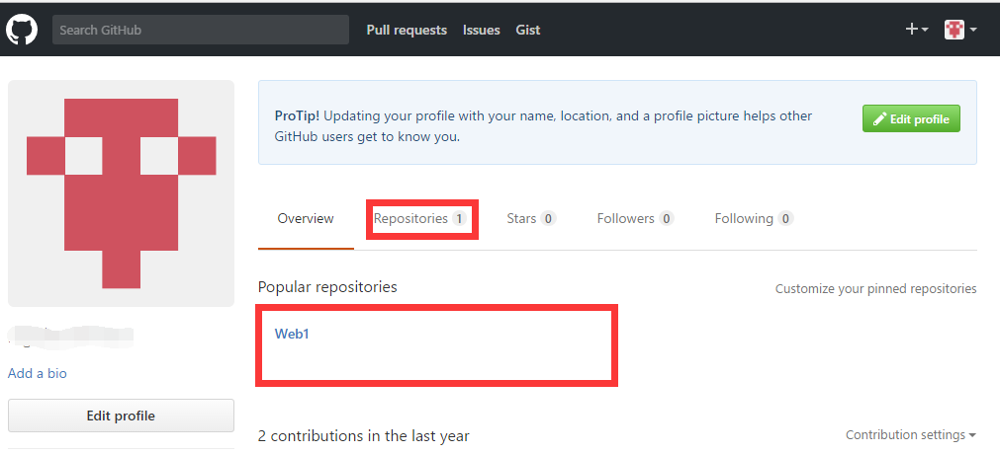 Search GitHub
Pull requests Issues Gist
ProTip! Updating your profile with your name, location, and a profile picture helps other
GitHub users get to know you.
Edit profile
Overview Repositories 1 Stars 0 Followers 0 Following 0
Popular repositories
Customize your pinned repositories
Web1
Add a bio
Edit profile
2 contributions in the last year
Contribution settings